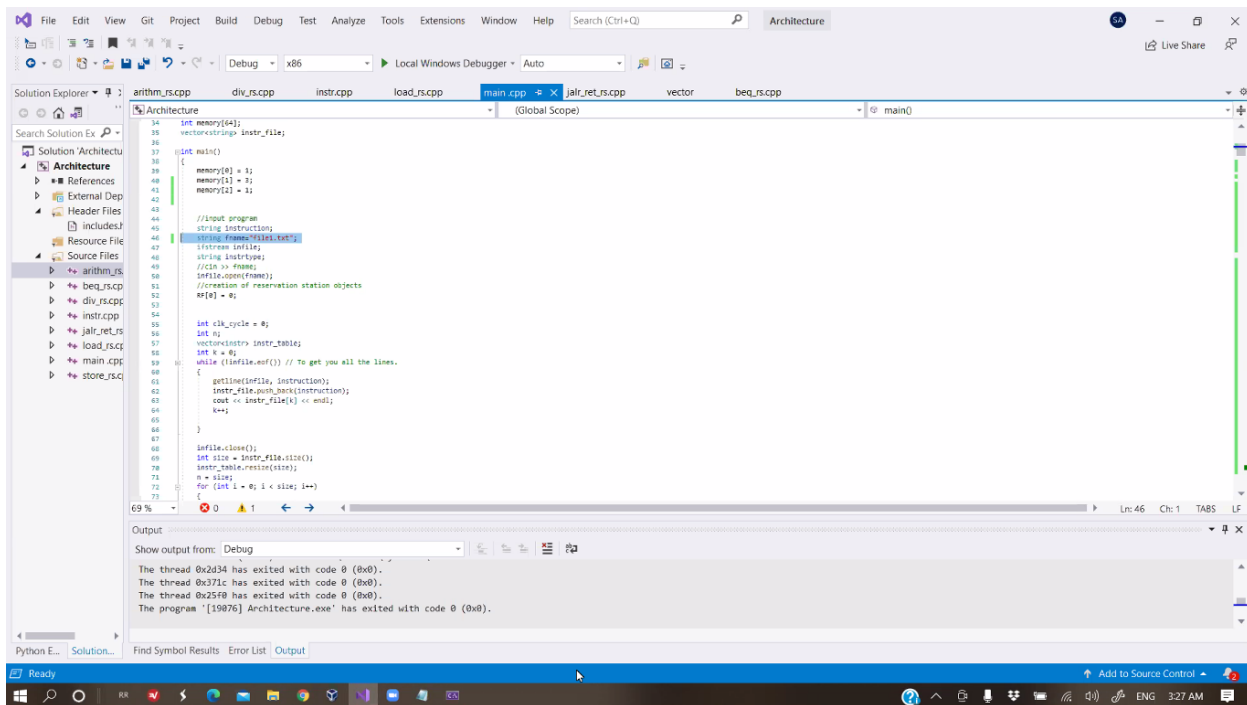 File Edit View Git Project Build Debug Test Analyze Tools Extensions Window Help Search (Ctrl+Q) Architecture SA
Live Share
Debug x86 Local Windows Debugger Auto
Solution Explorer arithm_rs.cpp div_rs.cpp instr.cpp load_rs.cpp main .cpp jalr_ret_rs.cpp vector beq_rs.cpp
Architecture (Global Scope) main()
Search Solution Ex
Solution 'Architectu
Architecture
References
External Dep
Header Files
includes.h
Resource File
Source Files
arithm_rs.
beq_rs.cp
div_rs.cpp
instr.cpp
jalr_ret_rs
load_rs.cp
main .cpp
store_rs.c
34 int memory[64];
35 vector<string> instr_file;
36
37 int main()
38 {
39 memory[0] = 1;
40 memory[1] = 3;
41 memory[2] = 1;
42
43
44 //input program
45 string instruction;
46 string fname="file1.txt";
47 ifstream infile;
48 string instrtype;
49 //cin >> fname;
50 infile.open(fname);
51 //creation of reservation station objects
52 RF[0] = 0;
53
54
55 int clk_cycle = 0;
56 int n;
57 vector<instr> instr_table;
58 int k = 0;
59 while (!infile.eof()) // To get you all the lines.
60 {
61 getline(infile, instruction);
62 instr_file.push_back(instruction);
63 cout << instr_file[k] << endl;
64 k++;
65
66 }
67
68 infile.close();
69 int size = instr_file.size();
70 instr_table.resize(size);
71 n = size;
72 for (int i = 0; i < size; i++)
73 {
69 % 0 1 Ln: 46 Ch: 1 TABS LF
Output
Show output from: Debug
The thread 0x2d34 has exited with code 0 (0x0).
The thread 0x371c has exited with code 0 (0x0).
The thread 0x25f0 has exited with code 0 (0x0).
The program '[19076] Architecture.exe' has exited with code 0 (0x0).
Python E... Solution... Find Symbol Results Error List Output
Ready Add to Source Control 2
RR ENG 3:27 AM